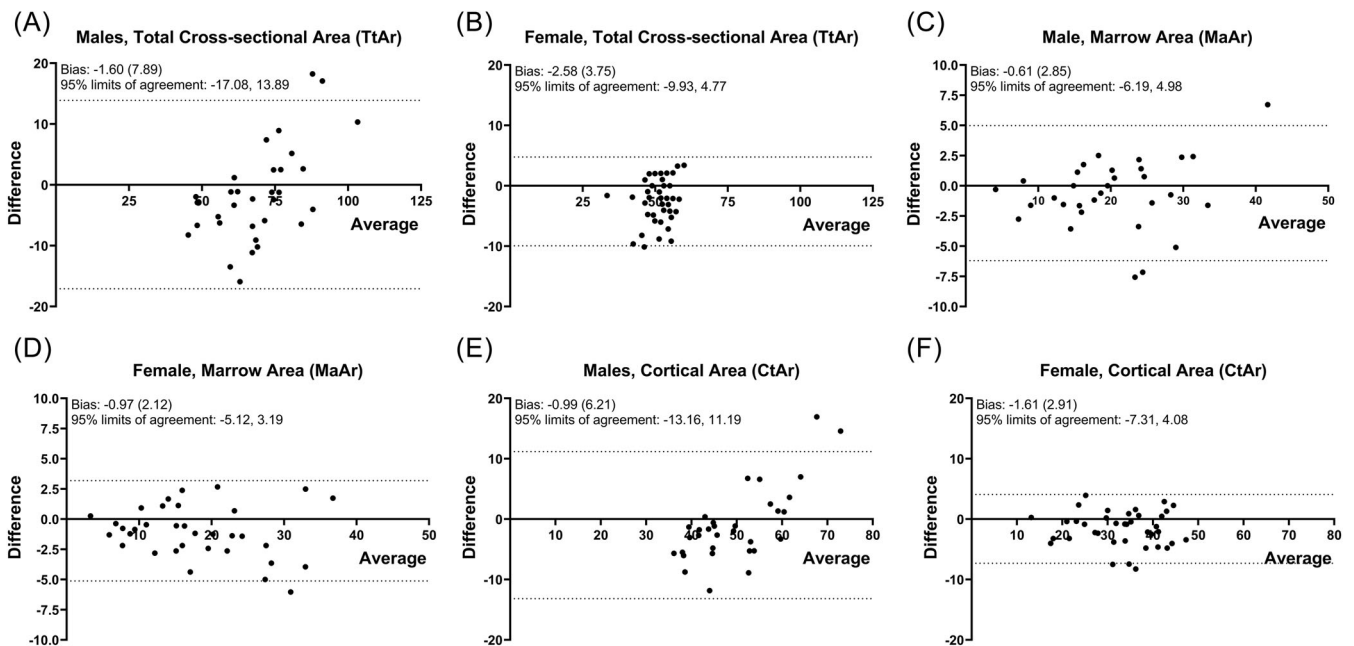 (A)
Males, Total Cross-sectional Area (TtAr)
Bias: -1.60 (7.89)
95% limits of agreement: -17.08, 13.89
Difference
20
10
0
-10
-20
25
50
75
100
125
Average
(B)
Female, Total Cross-sectional Area (TtAr)
Bias: -2.58 (3.75)
95% limits of agreement: -9.93, 4.77
Difference
20
10
0
-10
-20
25
50
75
100
125
Average
(C)
Male, Marrow Area (MaAr)
Bias: -0.61 (2.85)
95% limits of agreement: -6.19, 4.98
Difference
10.0
7.5
5.0
2.5
0.0
-2.5
-5.0
-7.5
-10.0
10
20
30
40
50
Average
(D)
Female, Marrow Area (MaAr)
Bias: -0.97 (2.12)
95% limits of agreement: -5.12, 3.19
Difference
10.0
7.5
5.0
2.5
0.0
-2.5
-5.0
-7.5
-10.0
10
20
30
40
50
Average
(E)
Males, Cortical Area (CtAr)
Bias: -0.99 (6.21)
95% limits of agreement: -13.16, 11.19
Difference
20
10
0
-10
-20
10
20
30
40
50
60
70
80
Average
(F)
Female, Cortical Area (CtAr)
Bias: -1.61 (2.91)
95% limits of agreement: -7.31, 4.08
Difference
20
10
0
-10
-20
10
20
30
40
50
60
70
80
Average